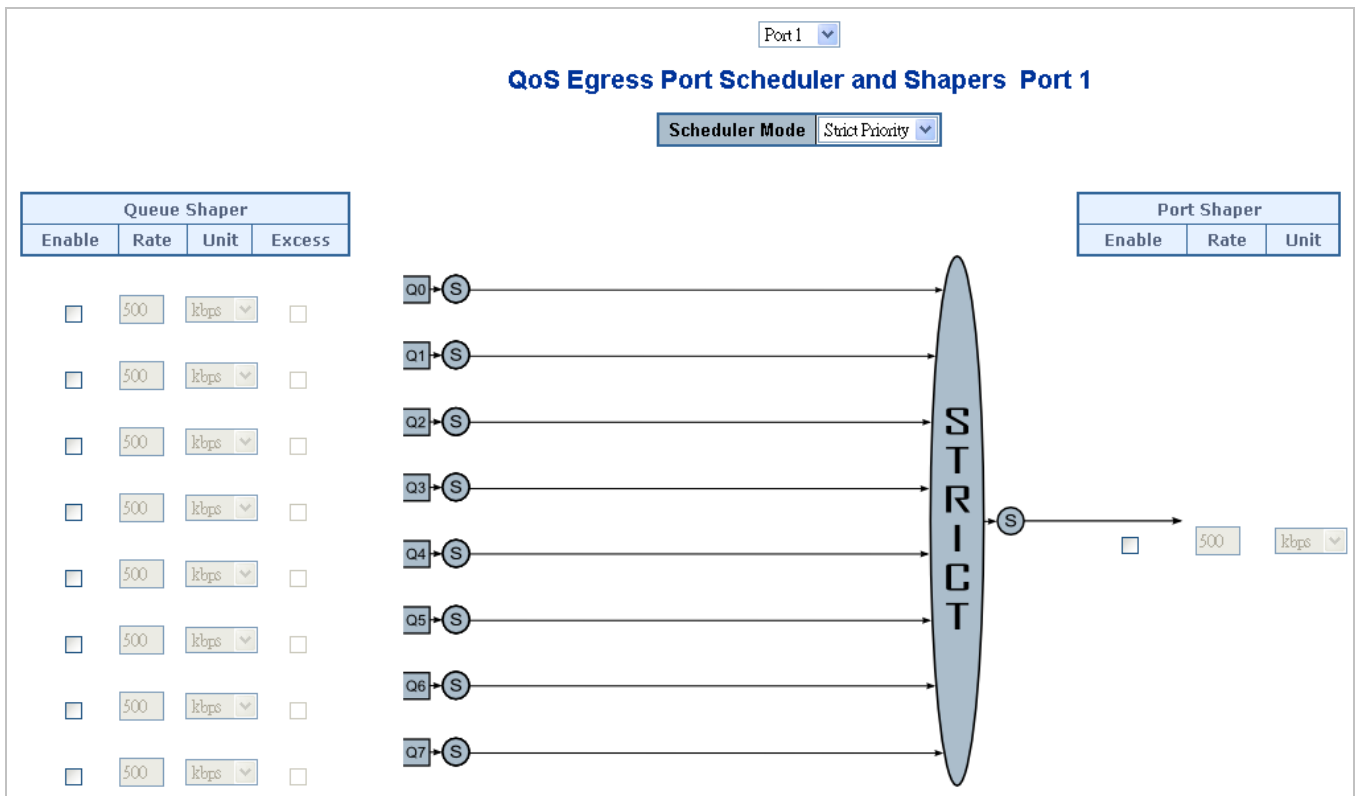 Port 1
QoS Egress Port Scheduler and Shapers Port 1
Scheduler Mode Strict Priority
Queue Shaper
Enable Rate Unit Excess
Port Shaper
Enable Rate Unit
500 kbps
Q0 S
500 kbps
Q1 S
500 kbps
Q2 S
500 kbps
Q3 S
500 kbps
Q4 S
500 kbps
Q5 S
500 kbps
Q6 S
500 kbps
Q7 S
STRICT
S
500 kbps